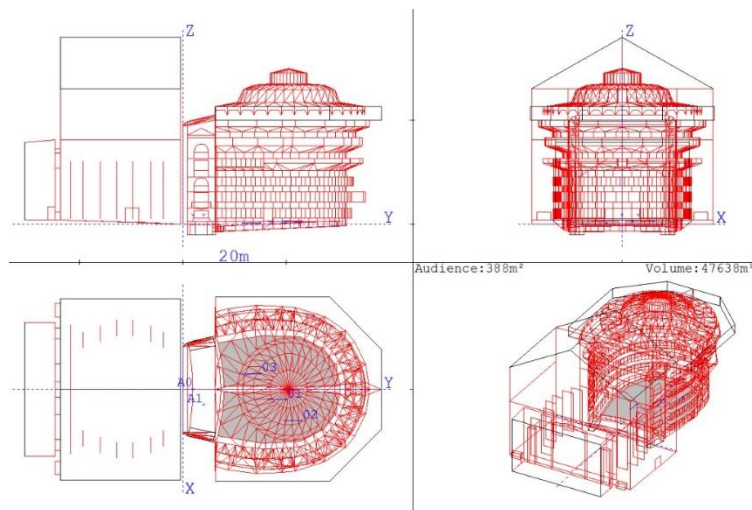 Z
Y
20m
Z
X
Audience:388m²
Volume:47638m³
A0
A1
03
01
02
Y
X